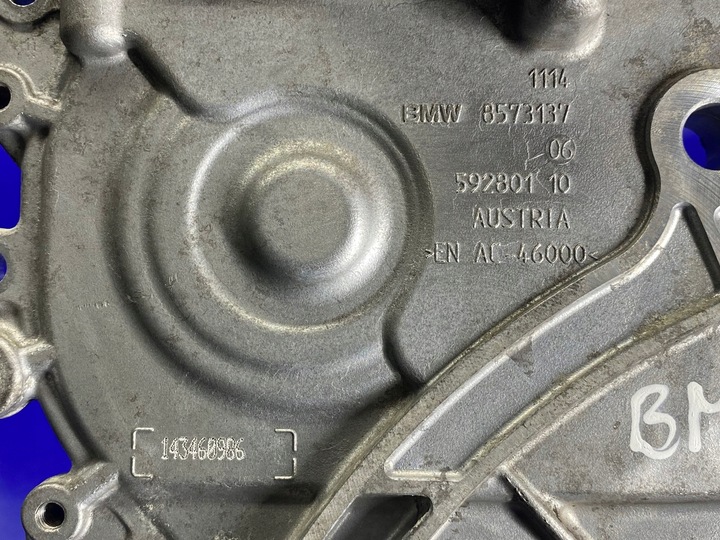 1114
BMW 8573137
06
592801 10
AUSTRIA
>EN AC-46000<
143460986
BM